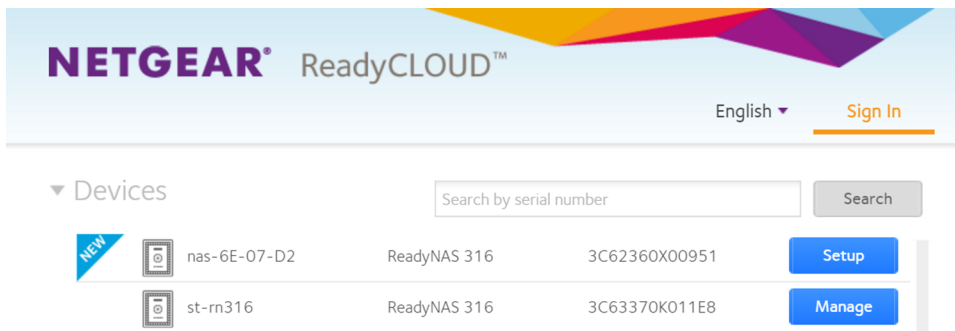 NETGEAR® ReadyCLOUD™
English Sign In
Devices Search by serial number Search
NEW nas-6E-07-D2 ReadyNAS 316 3C62360X00951 Setup
st-rn316 ReadyNAS 316 3C63370K011E8 Manage